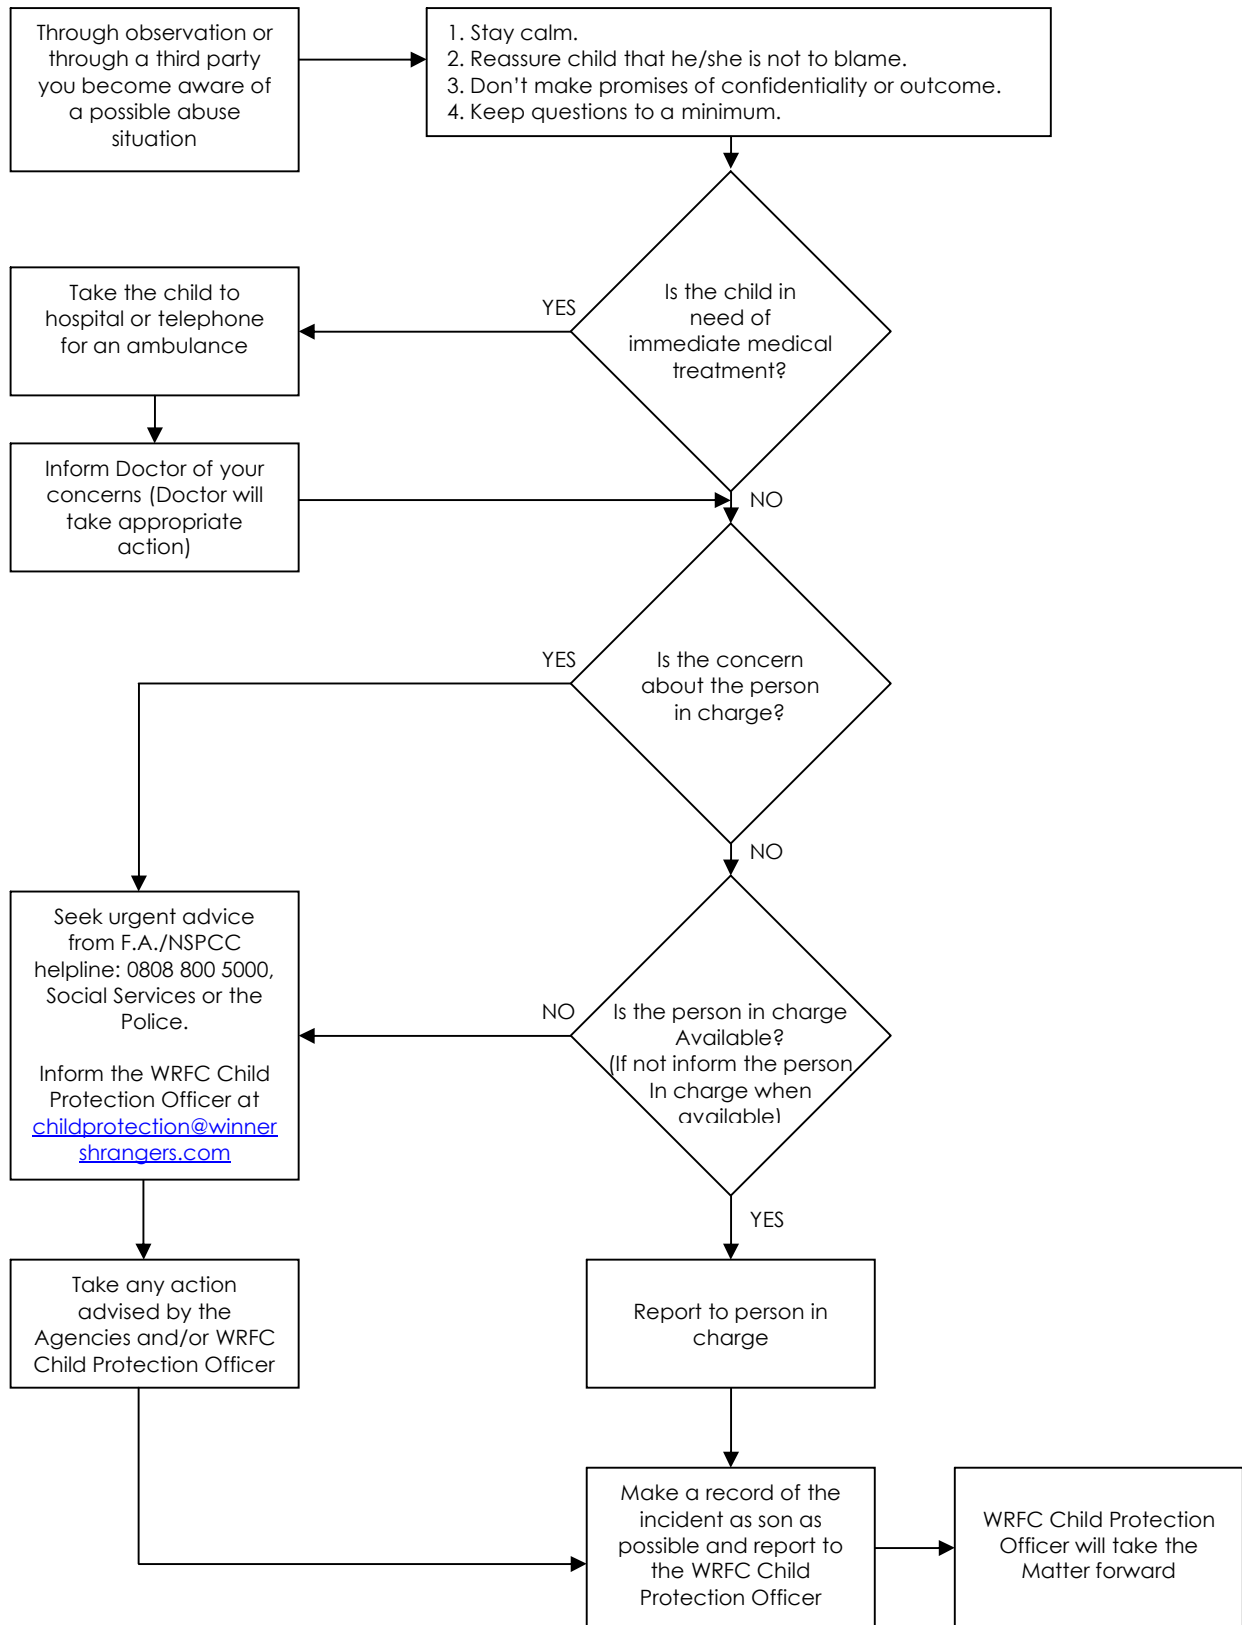 Through observation or
through a third party
you become aware of
a possible abuse
situation
1. Stay calm.
2. Reassure child that he/she is not to blame.
3. Don’t make promises of confidentiality or outcome.
4. Keep questions to a minimum.
Take the child to
hospital or telephone
for an ambulance
YES
Is the child in
need of
immediate medical
treatment?
Inform Doctor of your
concerns (Doctor will
take appropriate
action)
NO
YES
Is the concern
about the person
in charge?
NO
Seek urgent advice
from F.A./NSPCC
helpline: 0808 800 5000,
Social Services or the
Police.
Inform the WRFC Child
Protection Officer at
childprotection@winner
shrangers.com
NO
Is the person in charge
Available?
(If not inform the person
In charge when
available)
YES
Take any action
advised by the
Agencies and/or WRFC
Child Protection Officer
Report to person in
charge
Make a record of the
incident as son as
possible and report to
the WRFC Child
Protection Officer
WRFC Child Protection
Officer will take the
Matter forward